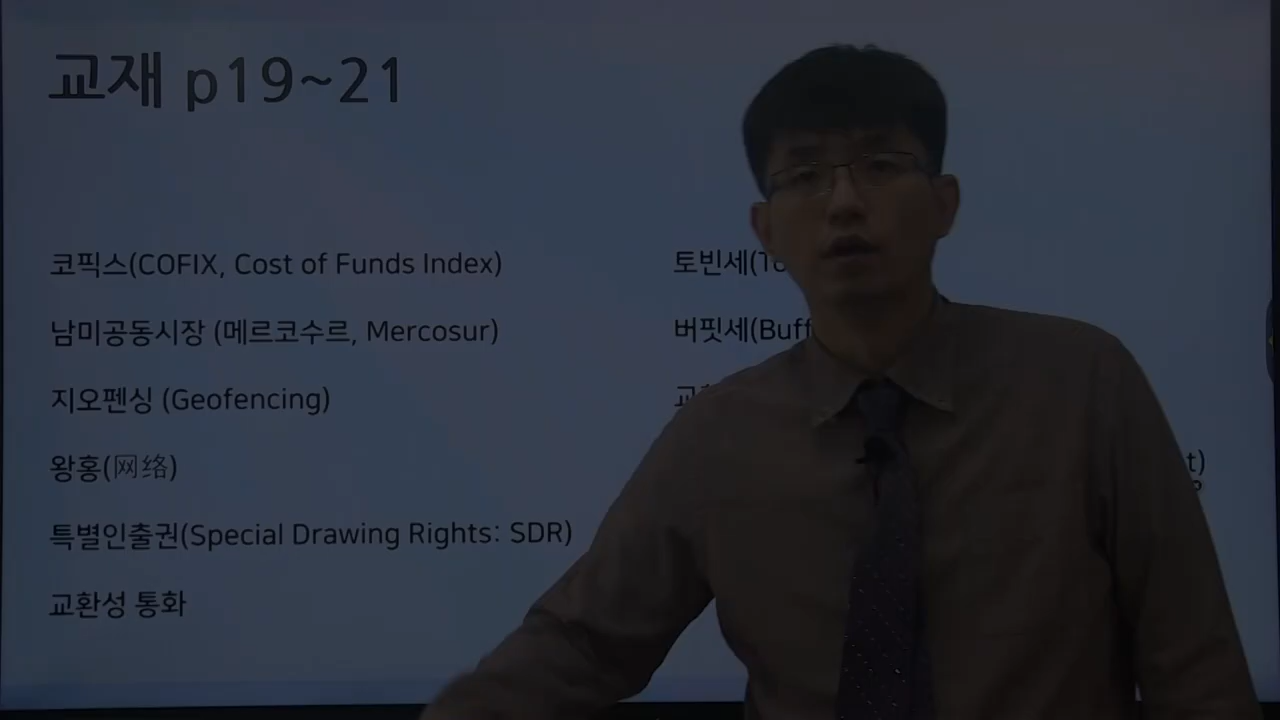 교재 p19~21
코픽스(COFIX, Cost of Funds Index)
남미공동시장 (메르코수르, Mercosur)
지오펜싱 (Geofencing)
왕홍(网络)
특별인출권(Special Drawing Rights: SDR)
교환성 통화
토빈세(To
버핏세(Buff
t)